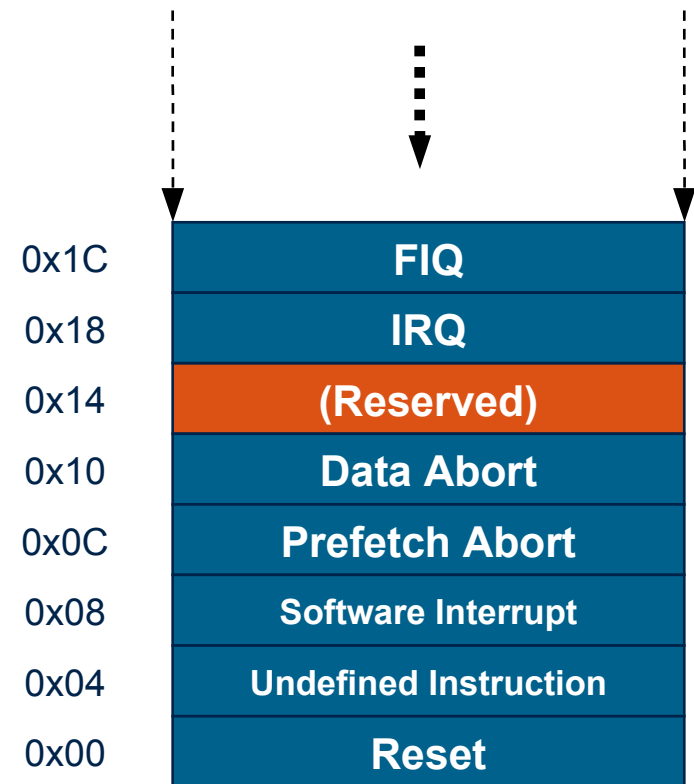 0x1C FIQ
0x18 IRQ
0x14 (Reserved)
0x10 Data Abort
0x0C Prefetch Abort
0x08 Software Interrupt
0x04 Undefined Instruction
0x00 Reset